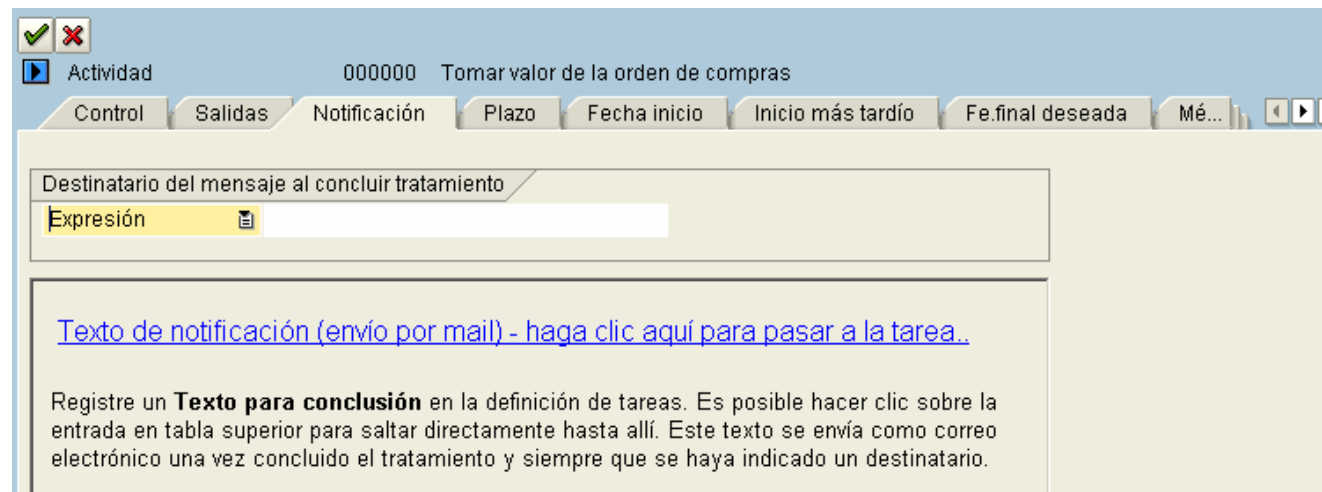 Actividad 000000 Tomar valor de la orden de compras
Control Salidas Notificación Plazo Fecha inicio Inicio más tardío Fe.final deseada Mé...
Destinatario del mensaje al concluir tratamiento
Expresión
Texto de notificación (envío por mail) - haga clic aquí para pasar a la tarea..
Registre un Texto para conclusión en la definición de tareas. Es posible hacer clic sobre la
entrada en tabla superior para saltar directamente hasta allí. Este texto se envía como correo
electrónico una vez concluido el tratamiento y siempre que se haya indicado un destinatario.